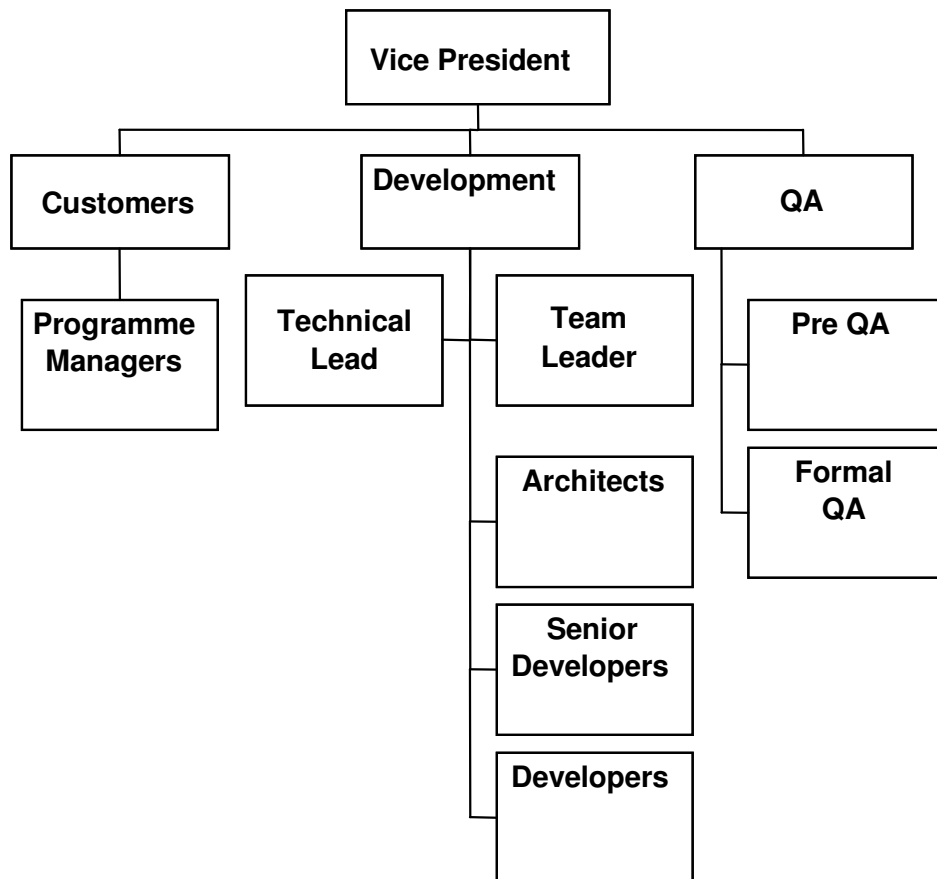 Vice President
Customers
Development
QA
Programme
Managers
Technical
Lead
Team
Leader
Pre QA
Architects
Formal
QA
Senior
Developers
Developers